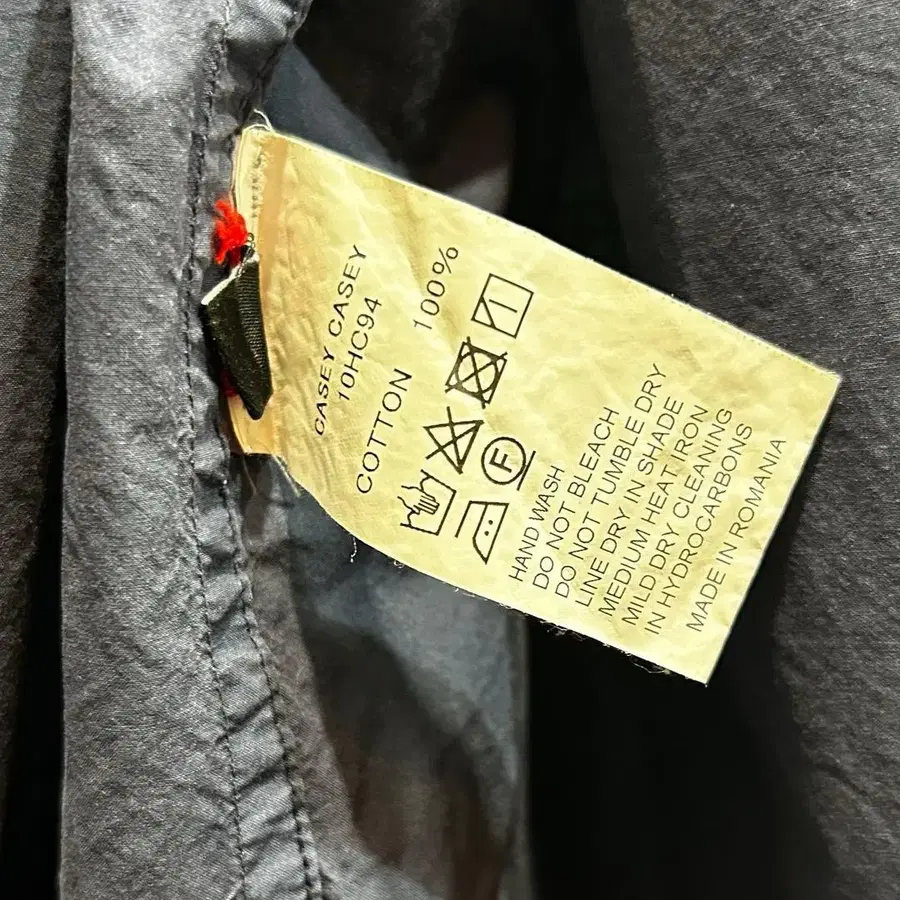 CASEY CASEY
10HC94
COTTON 100%
F
HAND WASH
DO NOT BLEACH
DO NOT TUMBLE DRY
LINE DRY IN SHADE
MEDIUM HEAT IRON
MILD DRY CLEANING
IN HYDROCARBONS
MADE IN ROMANIA